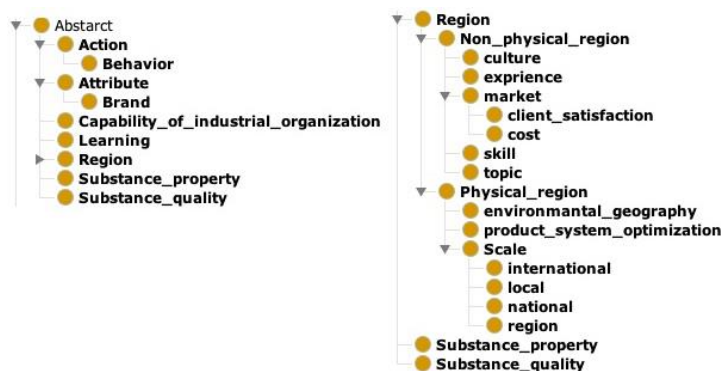 Abstarct
Action
Behavior
Attribute
Brand
Capability_of_industrial_organization
Learning
Region
Substance_property
Substance_quality
Region
Non_physical_region
culture
exprience
market
client_satisfaction
cost
skill
topic
Physical_region
environmantal_geography
product_system_optimization
Scale
international
local
national
region
Substance_property
Substance_quality